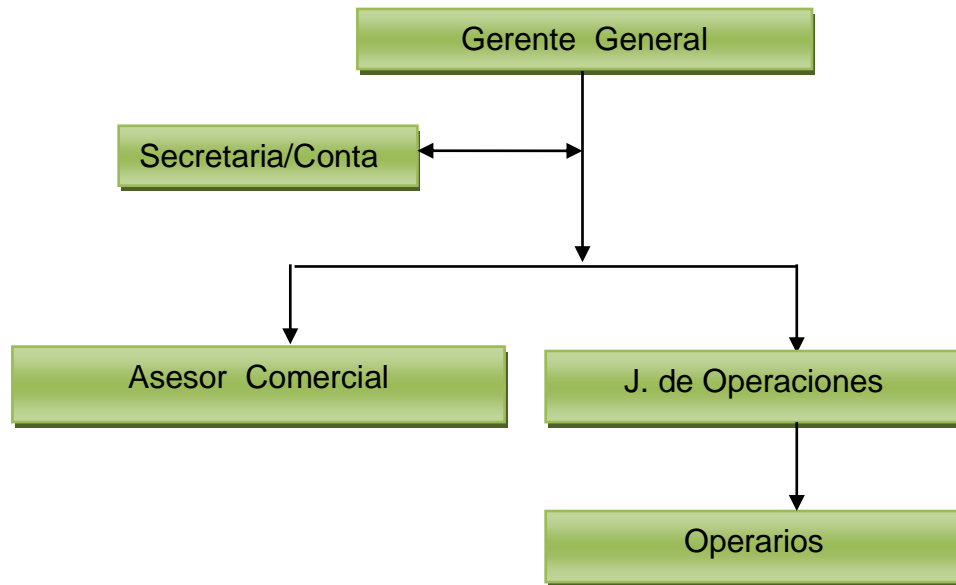 Gerente General
Secretaria/Conta
Asesor Comercial
J. de Operaciones
Operarios